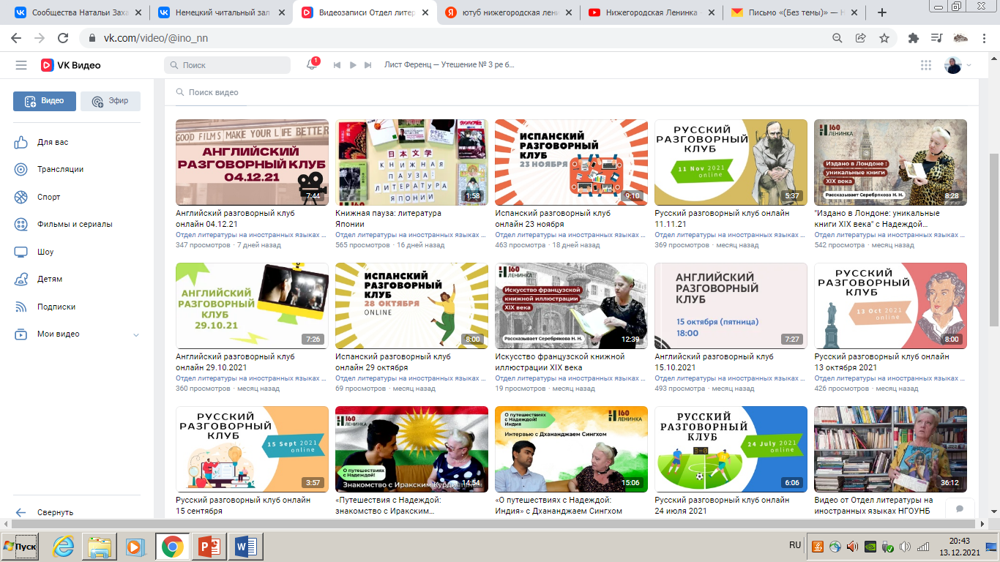 Сообщества Натальи Заха
Немецкий читальный зал
Видеозаписи Отдел литер
ютуб нижегородская лени
Нижегородская Ленинка -
Письмо «(Без темы)» — Н
vk.com/video/@ino_nn
VK Видео
Поиск
1
Лист Ференц — Утешение № 3 ре б…
Видео
Эфир
Для вас
Трансляции
Спорт
Фильмы и сериалы
Шоу
Детям
Подписки
Мои видео
Свернуть
Поиск видео
GOOD FILMS MAKE YOUR LIFE BETTER
АНГЛИЙСКИЙ
РАЗГОВОРНЫЙ КЛУБ
04.12.21
7:44
Английский разговорный клуб
онлайн 04.12.21
Отдел литературы на иностранных языках …
347 просмотров · 7 дней назад
日本文学
КНИЖНАЯ
ПАУЗА:
ЛИТЕРАТУРА
ЯПОНИИ
1:58
Книжная пауза: литература
Японии
Отдел литературы на иностранных языках …
565 просмотров · 16 дней назад
ИСПАНСКИЙ
РАЗГОВОРНЫЙ
КЛУБ
23 НОЯБРЯ
9:10
Испанский разговорный клуб
онлайн 23 ноября
Отдел литературы на иностранных языках …
463 просмотра · 18 дней назад
РУССКИЙ
РАЗГОВОРНЫЙ
КЛУБ
11 Nov 2021
online
5:37
Русский разговорный клуб онлайн
11.11.21
Отдел литературы на иностранных языках …
369 просмотров · месяц назад
160
ЛЕНИНКА
Издано в Лондоне :
уникальные книги
XIX века
Рассказывает Серебрякова Н. Н.
8:28
"Издано в Лондоне: уникальные
книги XIX века" с Надеждой…
Отдел литературы на иностранных языках …
542 просмотра · месяц назад
АНГЛИЙСКИЙ
РАЗГОВОРНЫЙ
КЛУБ
29.10.21
7:26
Английский разговорный клуб
онлайн 29.10.2021
Отдел литературы на иностранных языках …
360 просмотров · месяц назад
ИСПАНСКИЙ
РАЗГОВОРНЫЙ
КЛУБ
28 ОКТЯБРЯ
ONLINE
8:00
Испанский разговорный клуб
онлайн 29 октября
Отдел литературы на иностранных языках …
69 просмотров · месяц назад
160
ЛЕНИНКА
Искусство французской
книжной иллюстрации
XIX века
Рассказывает Серебрякова Н. Н.
12:39
Искусство французской книжной
иллюстрации XIX века
Отдел литературы на иностранных языках …
19 просмотров · месяц назад
АНГЛИЙСКИЙ
РАЗГОВОРНЫЙ
КЛУБ
15 октября (пятница)
18:00
7:27
Английский разговорный клуб
15.10.2021
Отдел литературы на иностранных языках …
493 просмотра · месяц назад
РУССКИЙ
РАЗГОВОРНЫЙ
КЛУБ
13 Oct 2021
online
8:00
Русский разговорный клуб онлайн
13 октября 2021
Отдел литературы на иностранных языках …
426 просмотров · месяц назад
РУССКИЙ
РАЗГОВОРНЫЙ
КЛУБ
15 Sept 2021
online
3:57
Русский разговорный клуб онлайн
15 сентября
160
ЛЕНИНКА
О путешествиях
с Надеждой!
Знакомство с Иракским Курдистаном
14:54
«Путешествия с Надеждой:
знакомство с Иракским…
О путешествиях
с Надеждой!
Индия
160
ЛЕНИНКА
Интервью с Дхананджаем Сингхом
15:06
«О путешествиях с Надеждой:
Индия» с Дхананджаем Сингхом
РУССКИЙ
РАЗГОВОРНЫЙ
КЛУБ
24 July 2021
online
6:06
Русский разговорный клуб онлайн
24 июля 2021
36:12
Видео от Отдел литературы на
иностранных языках НГОУНБ
Пуск
RU
20:43
13.12.2021